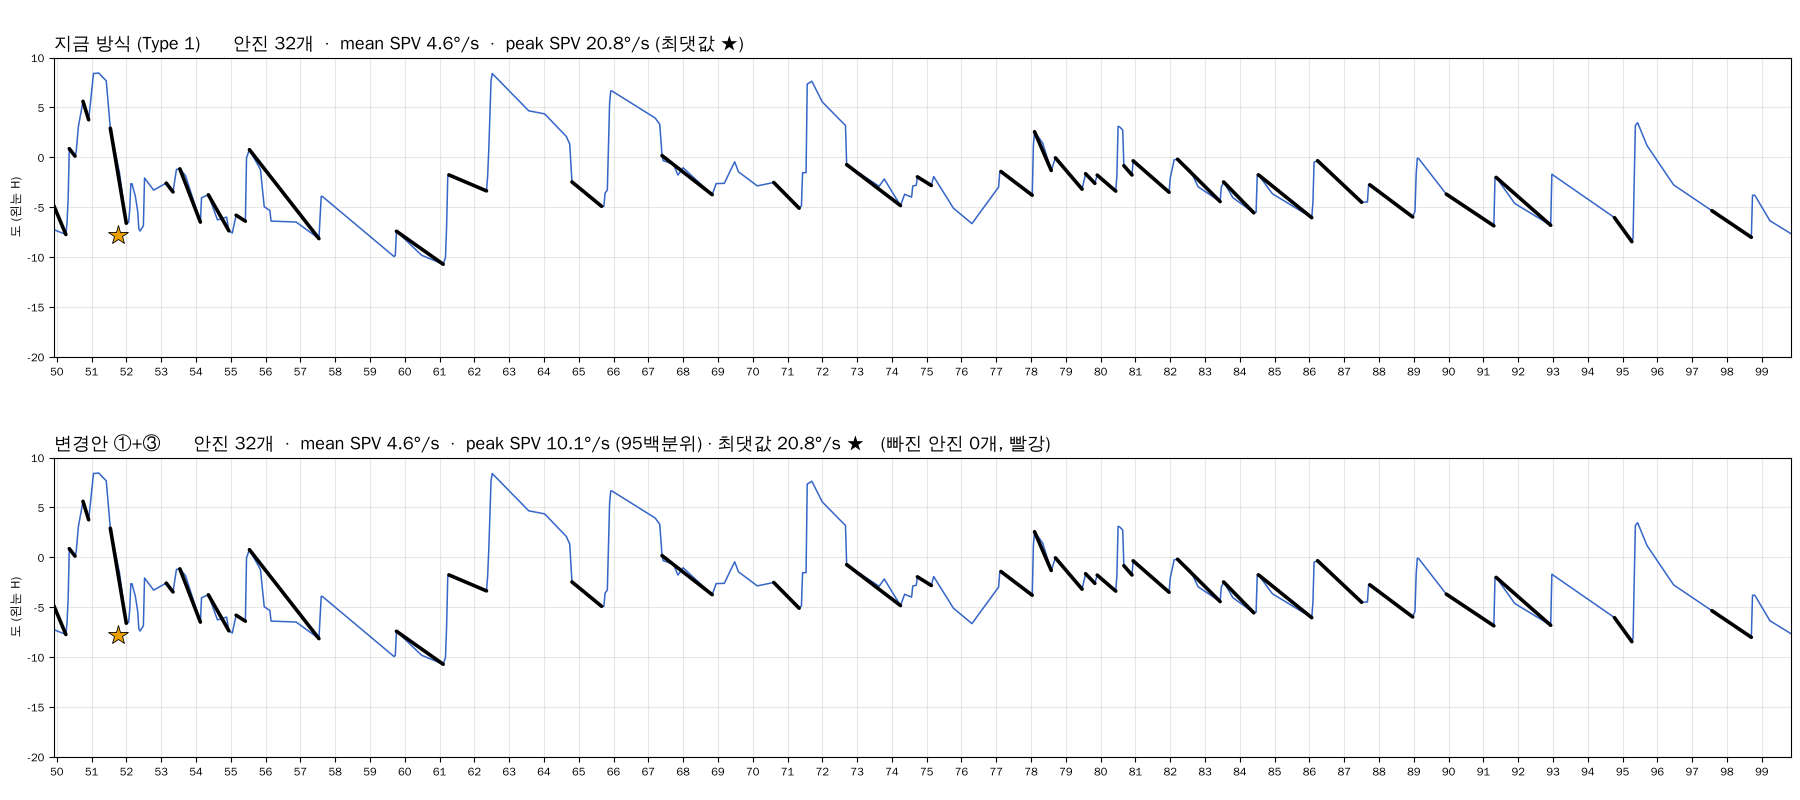 지금 방식 (Type 1) 안진 32개 · mean SPV 4.6°/s · peak SPV 20.8°/s (최댓값 ★)
10
5
0
-5
-10
-15
-20
도 (왼눈 H)
50 51 52 53 54 55 56 57 58 59 60 61 62 63 64 65 66 67 68 69 70 71 72 73 74 75 76 77 78 79 80 81 82 83 84 85 86 87 88 89 90 91 92 93 94 95 96 97 98 99
변경안 ①+③ 안진 32개 · mean SPV 4.6°/s · peak SPV 10.1°/s (95백분위) · 최댓값 20.8°/s ★ (빠진 안진 0개, 빨강)
10
5
0
-5
-10
-15
-20
도 (왼눈 H)
50 51 52 53 54 55 56 57 58 59 60 61 62 63 64 65 66 67 68 69 70 71 72 73 74 75 76 77 78 79 80 81 82 83 84 85 86 87 88 89 90 91 92 93 94 95 96 97 98 99